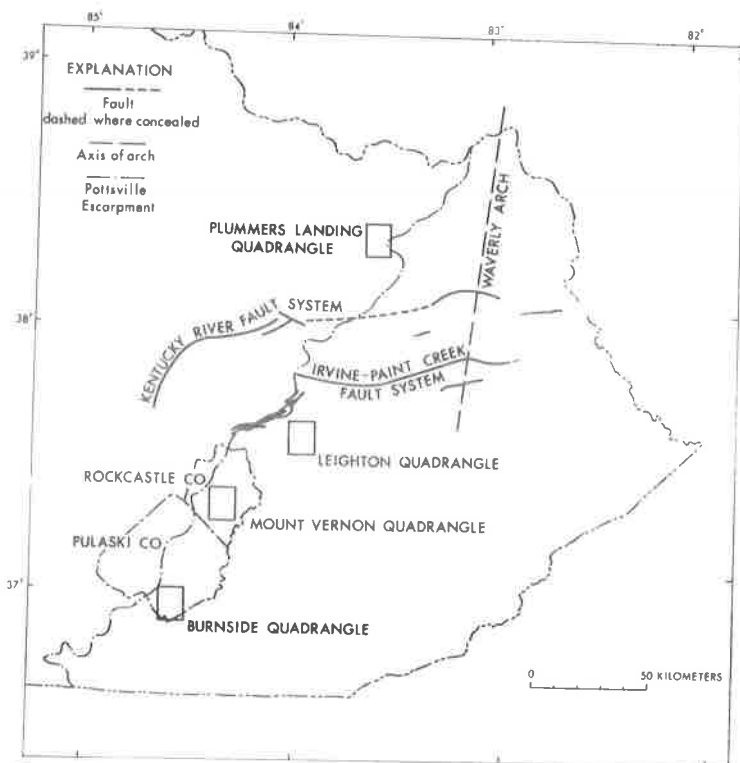 85°
84°
83°
82°
39°
EXPLANATION
Fault
dashed where concealed
Axis of arch
Pottsville
Escarpment
PLUMMERS LANDING
QUADRANGLE
WAVERLY ARCH
38°
KENTUCKY RIVER FAULT SYSTEM
IRVINE-PAINT CREEK
FAULT SYSTEM
LEIGHTON QUADRANGLE
ROCKCASTLE CO
MOUNT VERNON QUADRANGLE
PULASKI CO
37°
BURNSIDE QUADRANGLE
0 50 KILOMETERS